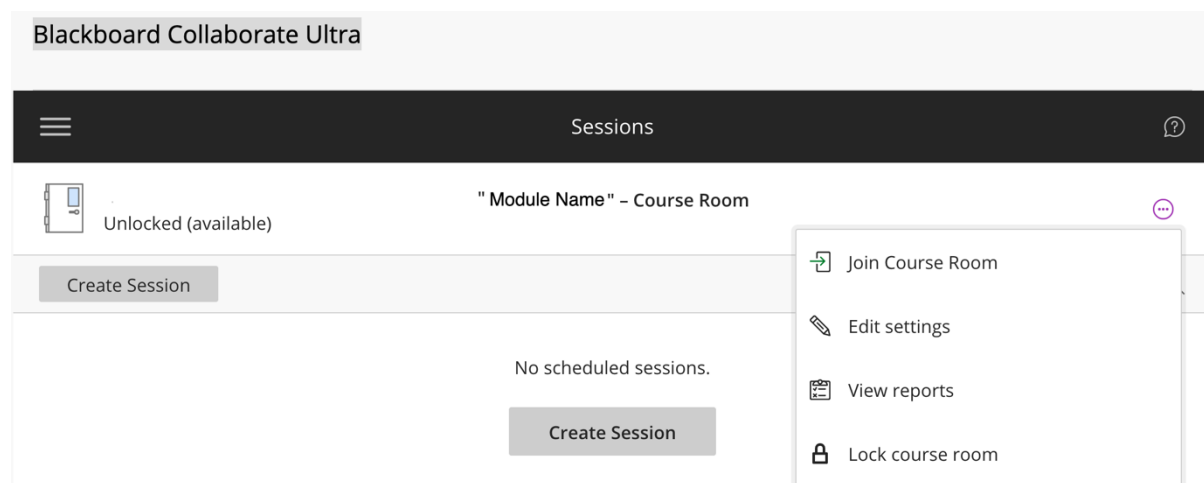 Blackboard Collaborate Ultra
Sessions
" Module Name" – Course Room
Unlocked (available)
Join Course Room
Create Session
Edit settings
No scheduled sessions.
View reports
Create Session
Lock course room